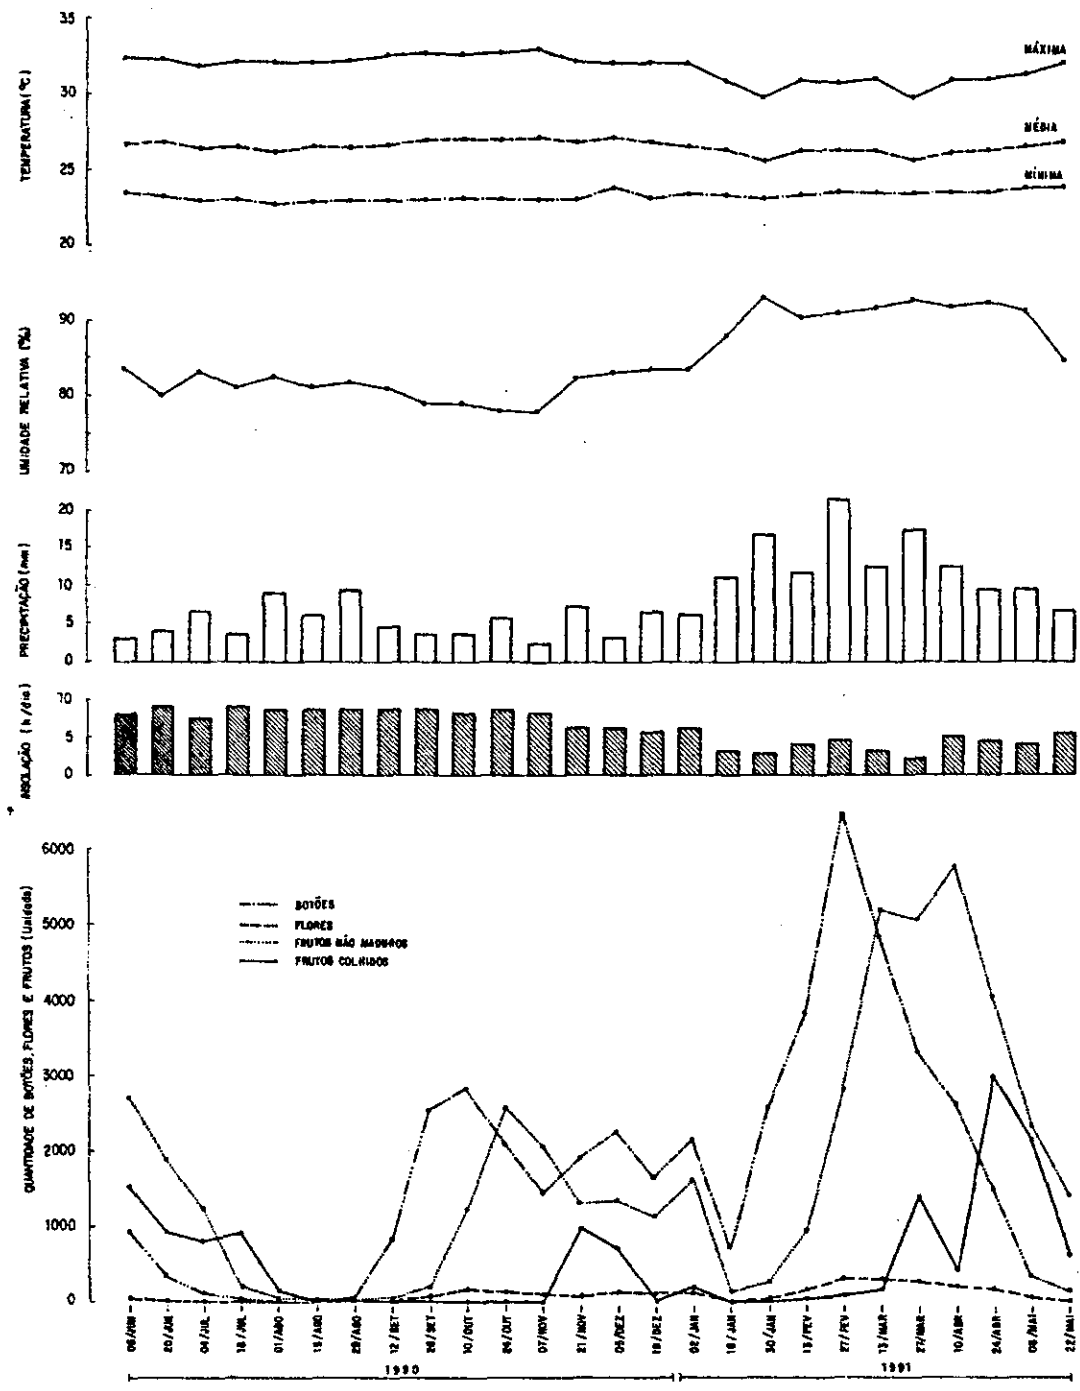 TEMPERATURA (ºC)
35
30
25
20
MÁXIMA
MÉDIA
MÍNIMA
UMIDADE RELATIVA (%)
90
80
70
PRECIPITAÇÃO (mm)
20
15
10
5
0
INSOLAÇÃO (h/dia)
10
5
0
QUANTIDADE DE BOTÕES, FLORES E FRUTOS (Unidade)
6000
5000
4000
3000
2000
1000
0
BOTÕES
FLORES
FRUTOS NÃO MADUROS
FRUTOS COLHIDOS
06/JUN
20/JUN
04/JUL
18/JUL
01/AGO
15/AGO
29/AGO
12/SET
26/SET
10/OUT
24/OUT
07/NOV
21/NOV
05/DEZ
19/DEZ
02/JAN
16/JAN
30/JAN
13/FEV
27/FEV
13/MAR
27/MAR
10/ABR
24/ABR
08/MAI
22/MAI
1990
1991